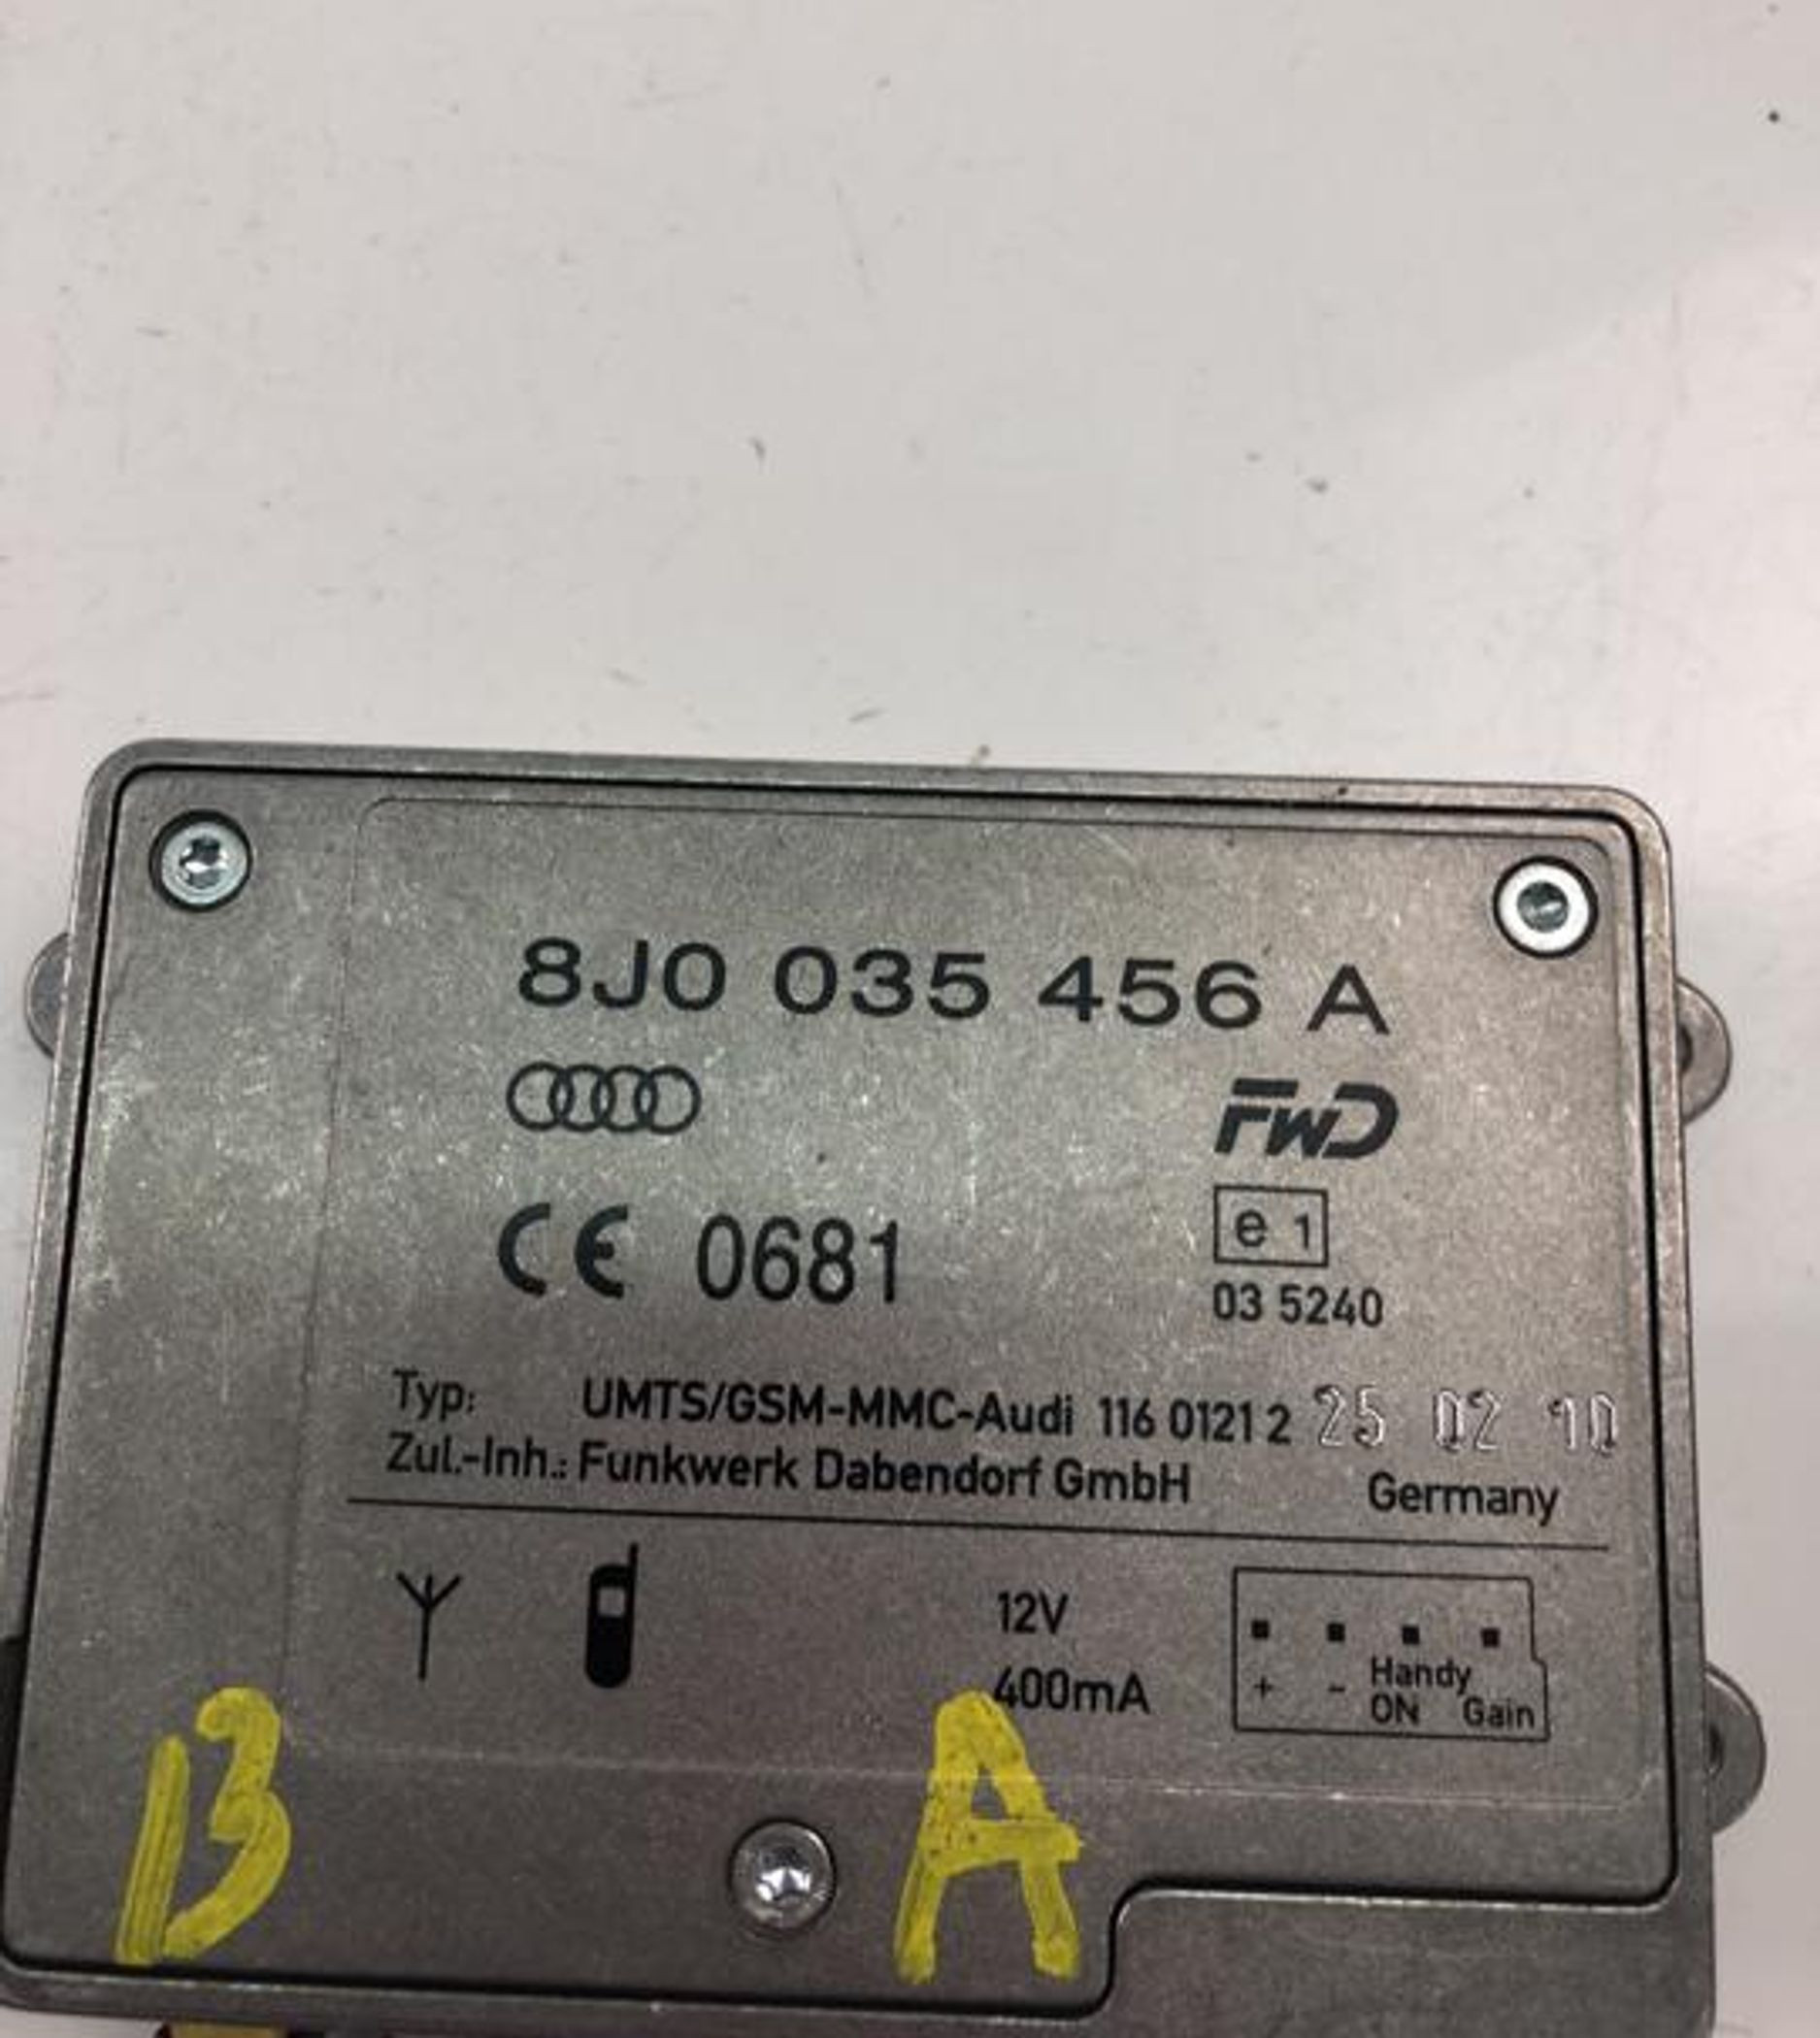 8J0 035 456 A
FWD
CE 0681
e 1
03 5240
Typ: UMTS/GSM-MMC-Audi 116 0121 2 25 02 10
Zul.-Inh.: Funkwerk Dabendorf GmbH Germany
12V
400mA
+ - Handy
ON Gain
B A